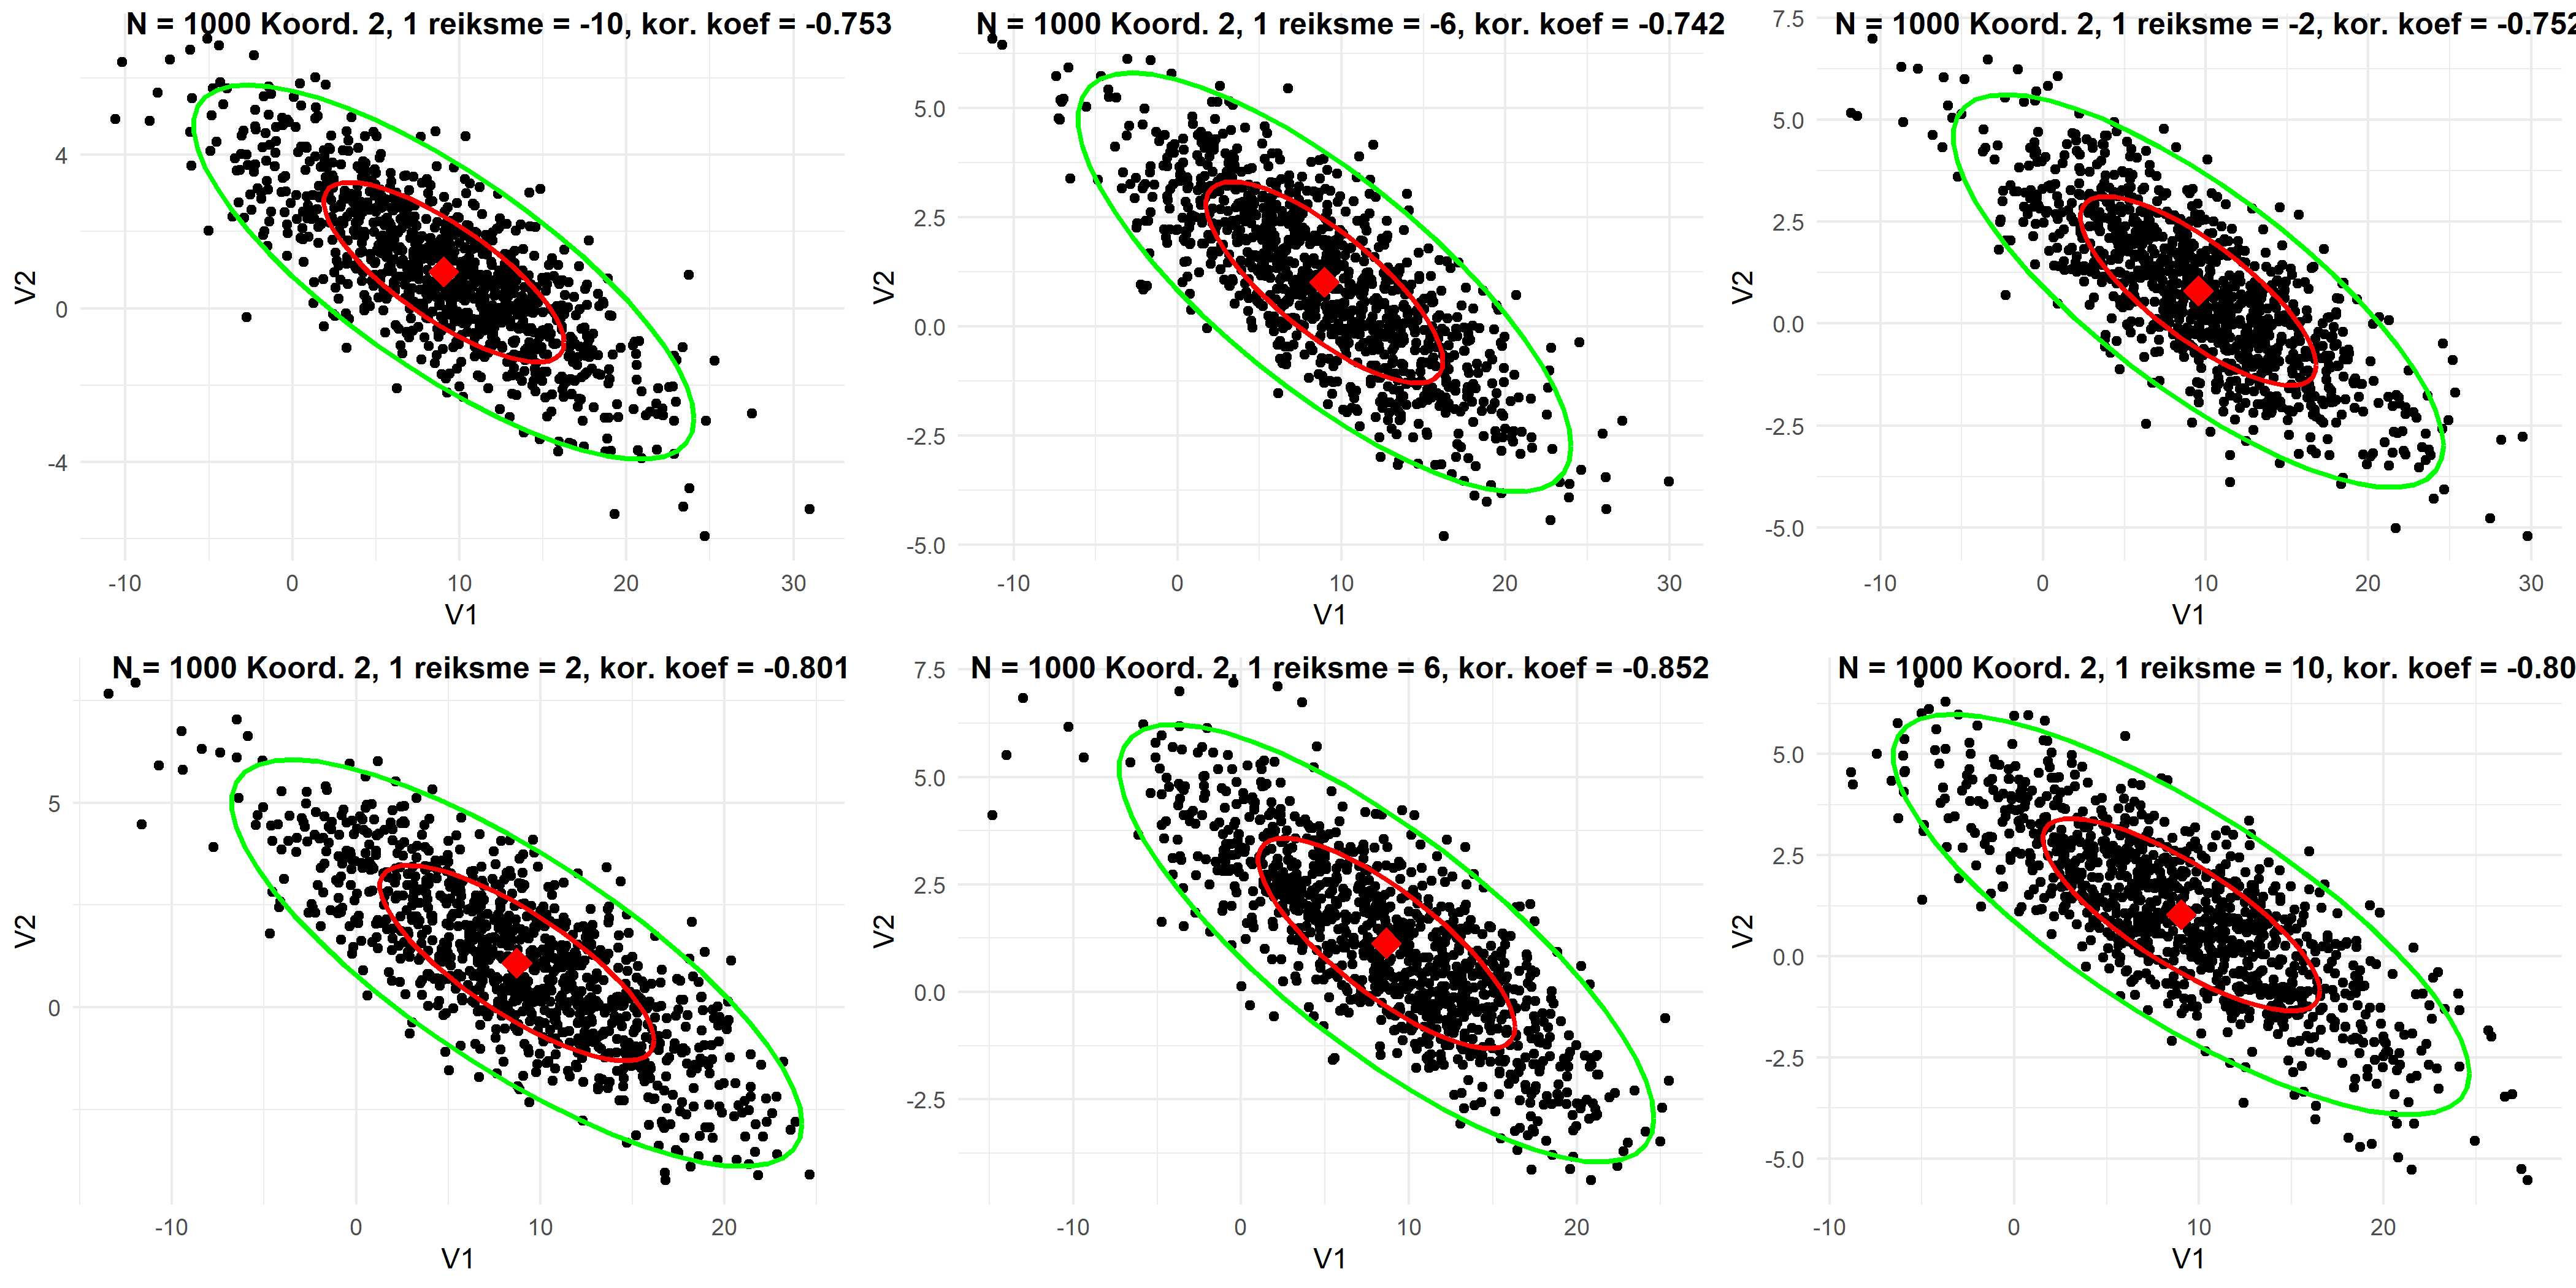 N = 1000 Koord. 2, 1 reiksme = -10, kor. koef = -0.753
4
0
-4
V2
-10 0 10 20 30
V1
N = 1000 Koord. 2, 1 reiksme = -6, kor. koef = -0.742
5.0
2.5
0.0
-2.5
-5.0
V2
-10 0 10 20 30
V1
N = 1000 Koord. 2, 1 reiksme = -2, kor. koef = -0.752
7.5
5.0
2.5
0.0
-2.5
-5.0
V2
-10 0 10 20 30
V1
N = 1000 Koord. 2, 1 reiksme = 2, kor. koef = -0.801
5
0
V2
-10 0 10 20
V1
N = 1000 Koord. 2, 1 reiksme = 6, kor. koef = -0.852
7.5
5.0
2.5
0.0
-2.5
V2
-10 0 10 20
V1
N = 1000 Koord. 2, 1 reiksme = 10, kor. koef = -0.80
5.0
2.5
0.0
-2.5
-5.0
V2
-10 0 10 20
V1